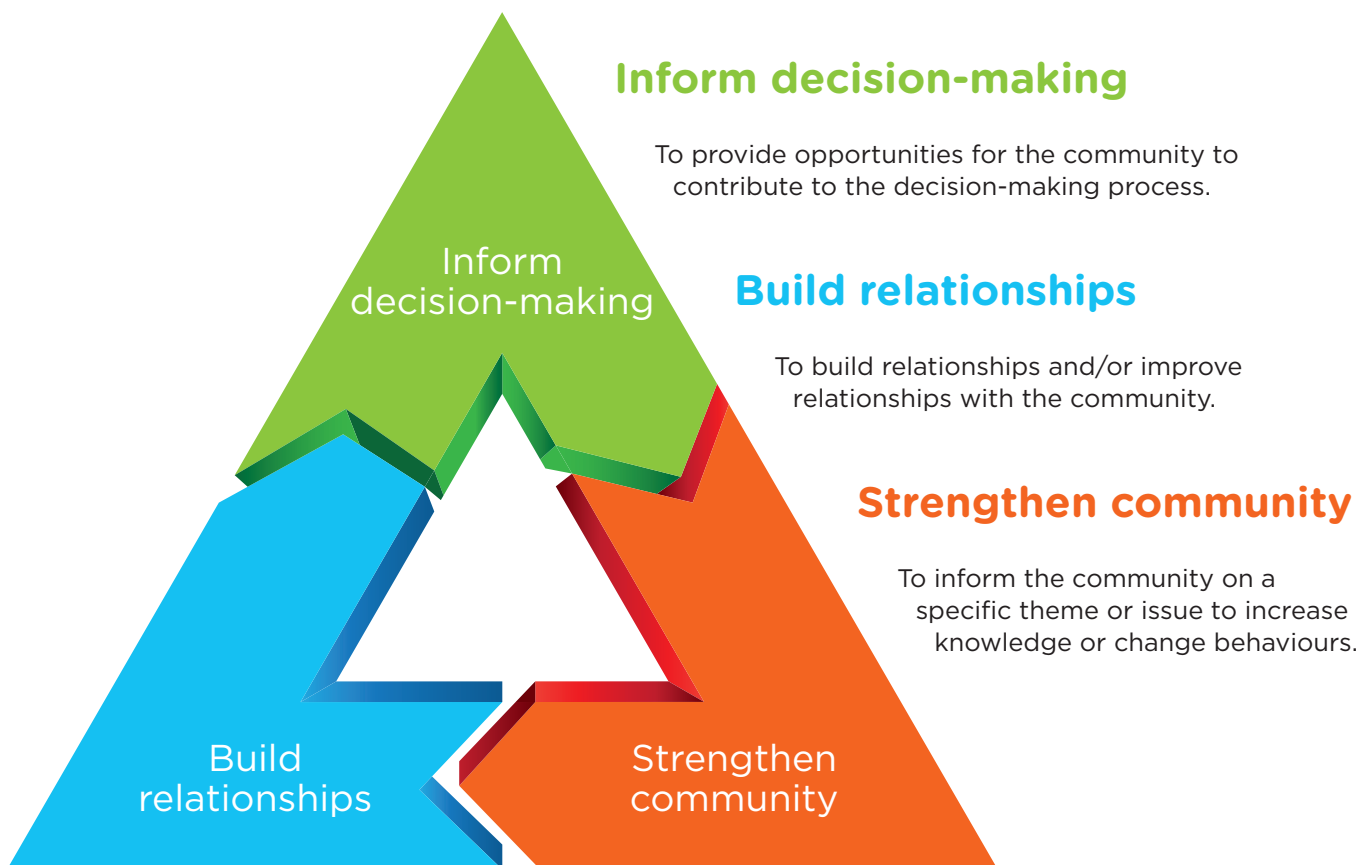 Inform decision-making
To provide opportunities for the community to
contribute to the decision-making process.
Inform
decision-making
Build relationships
To build relationships and/or improve
relationships with the community.
Strengthen community
To inform the community on a
specific theme or issue to increase
knowledge or change behaviours.
Build
relationships
Strengthen
community